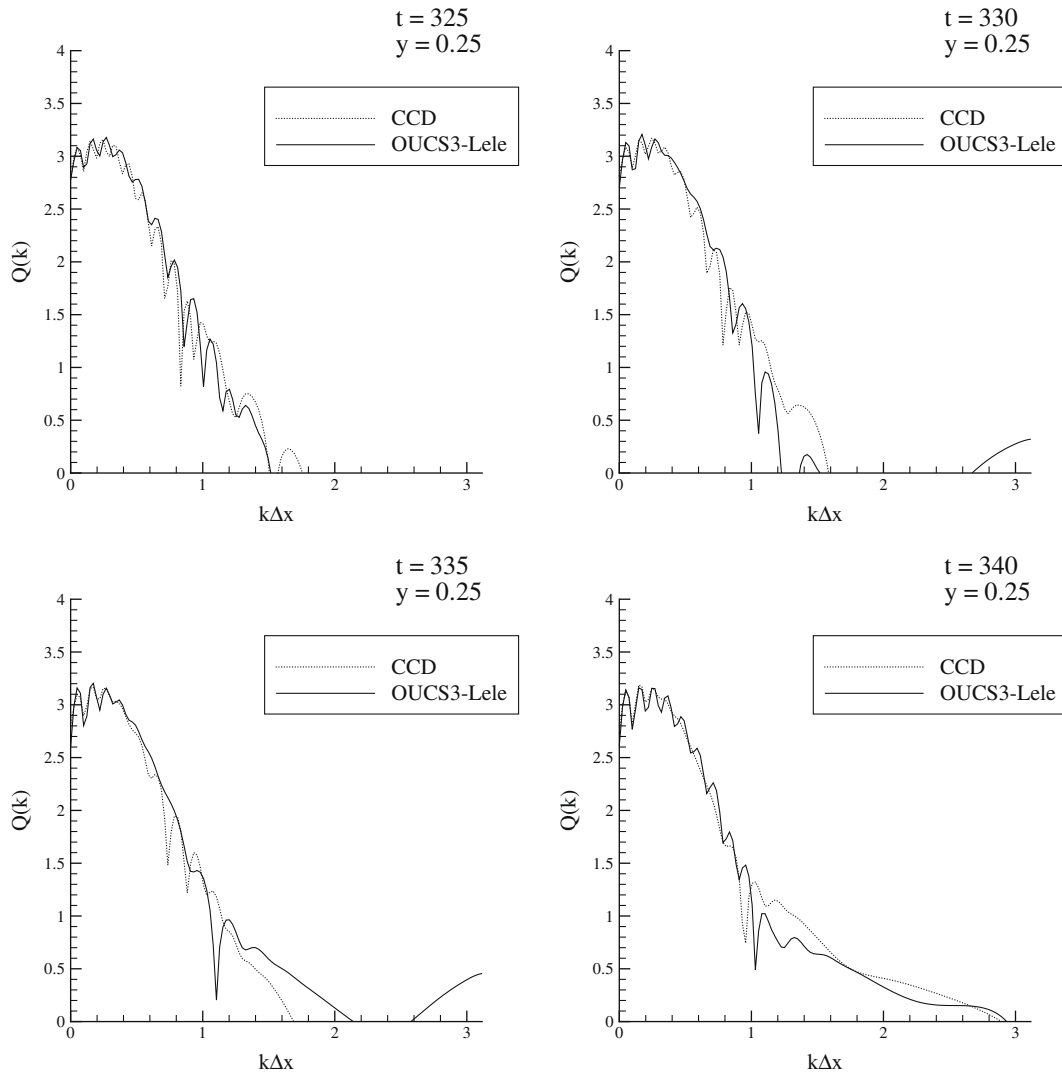 t = 325
y = 0.25
4
3.5
3
2.5
2
1.5
1
0.5
0
Q(k)
CCD
OUCS3-Lele
0 1 2 3
kΔx
t = 330
y = 0.25
4
3.5
3
2.5
2
1.5
1
0.5
0
Q(k)
CCD
OUCS3-Lele
0 1 2 3
kΔx
t = 335
y = 0.25
4
3.5
3
2.5
2
1.5
1
0.5
0
Q(k)
CCD
OUCS3-Lele
0 1 2 3
kΔx
t = 340
y = 0.25
4
3.5
3
2.5
2
1.5
1
0.5
0
Q(k)
CCD
OUCS3-Lele
0 1 2 3
kΔx